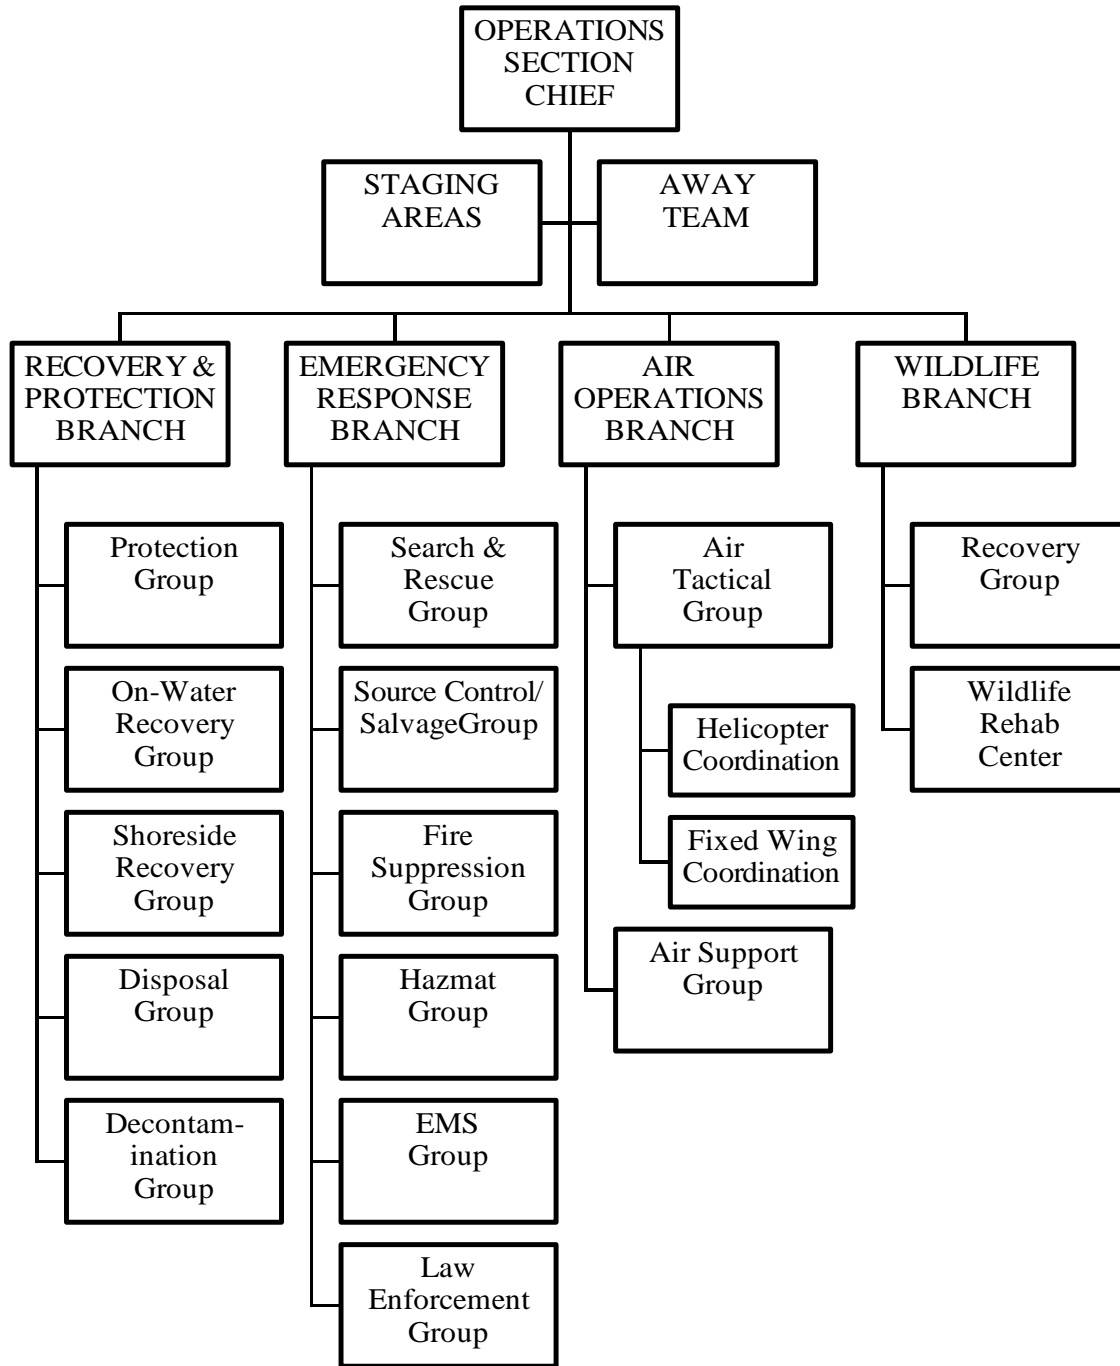 OPERATIONS
SECTION
CHIEF
STAGING
AREAS
AWAY
TEAM
RECOVERY &
PROTECTION
BRANCH
EMERGENCY
RESPONSE
BRANCH
AIR
OPERATIONS
BRANCH
WILDLIFE
BRANCH
Protection
Group
On-Water
Recovery
Group
Shoreside
Recovery
Group
Disposal
Group
Decontam-
ination
Group
Search &
Rescue
Group
Source Control/
SalvageGroup
Fire
Suppression
Group
Hazmat
Group
EMS
Group
Law
Enforcement
Group
Air
Tactical
Group
Helicopter
Coordination
Fixed Wing
Coordination
Air Support
Group
Recovery
Group
Wildlife
Rehab
Center